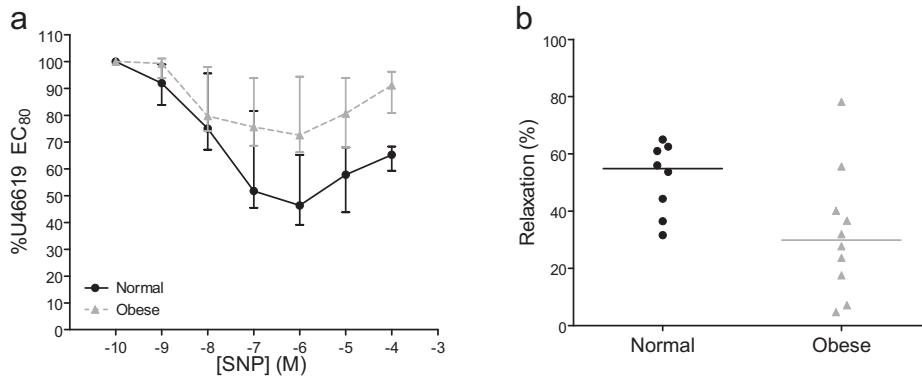 a
110
100
90
80
70
60
50
40
30
20
10
0
%U46619 EC80
Normal
Obese
-10 -9 -8 -7 -6 -5 -4 -3
[SNP] (M)
b
100
80
60
40
20
0
Relaxation (%)
Normal Obese